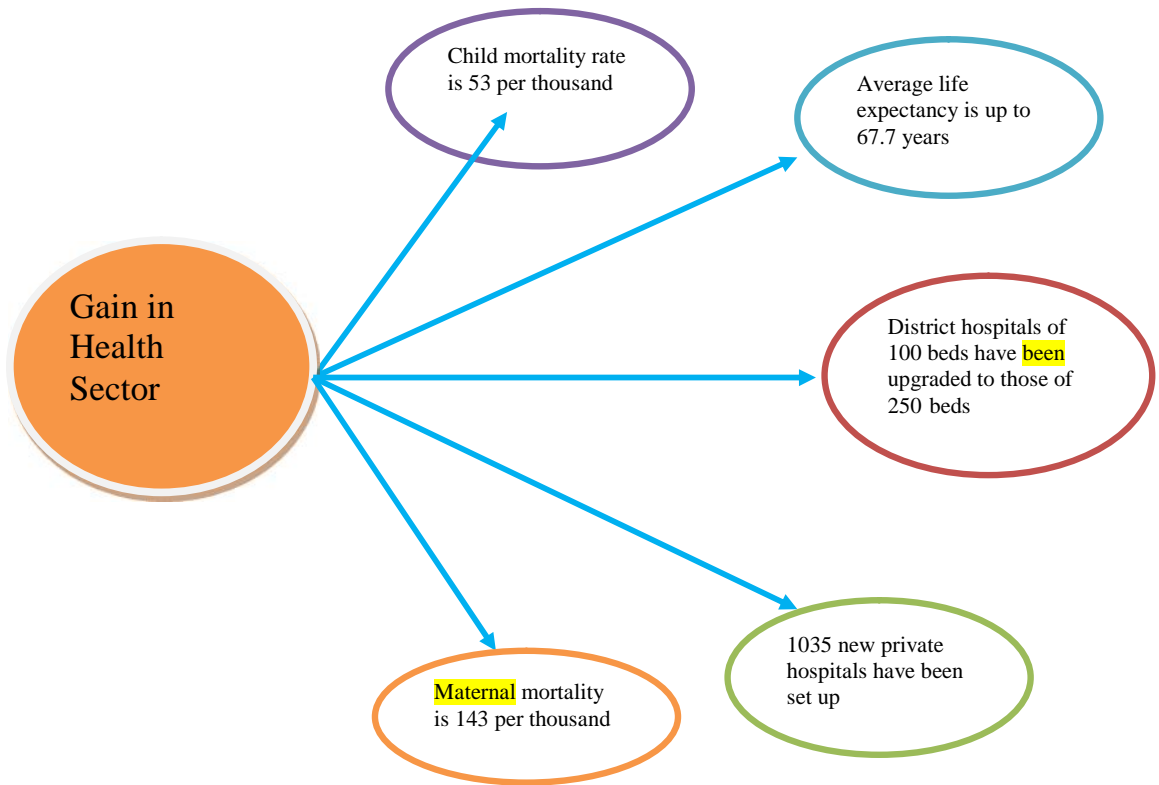 Child mortality rate
is 53 per thousand
Average life
expectancy is up to
67.7 years
Gain in
Health
Sector
District hospitals of
100 beds have been
upgraded to those of
250 beds
1035 new private
hospitals have been
set up
Maternal mortality
is 143 per thousand